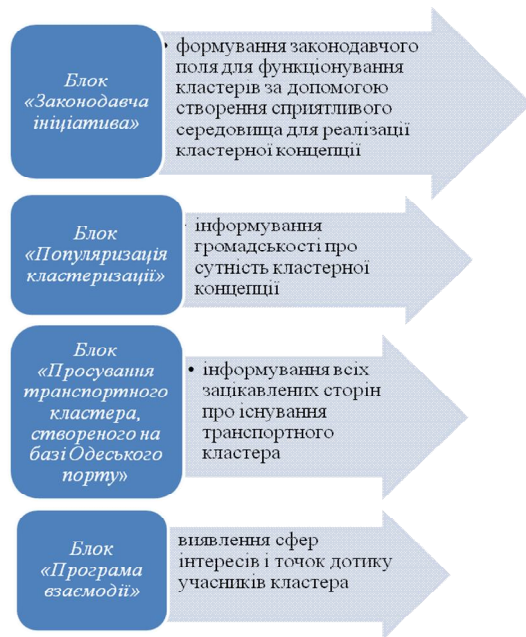 Блок
«Законодавча
ініціатива»
• формування законодавчого
поля для функціонування
кластерів за допомогою
створення сприятливого
середовища для реалізації
кластерної концепції
Блок
«Популяризація
кластеризації»
інформування
громадськості про
сутність кластерної
концепції
Блок
«Просування
транспортного
кластера,
створеного на
базі Одеського
порту»
• інформування всіх
зацікавлених сторін
про існування
транспортного
кластера
Блок
«Програма
взаємодії»
виявлення сфер
інтересів і точок дотику
учасників кластера